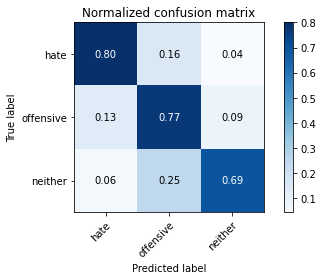 Normalized confusion matrix
True label
hate
0.80 0.16 0.04
offensive
0.13 0.77 0.09
neither
0.06 0.25 0.69
hate
offensive
neither
Predicted label
0.8
0.7
0.6
0.5
0.4
0.3
0.2
0.1